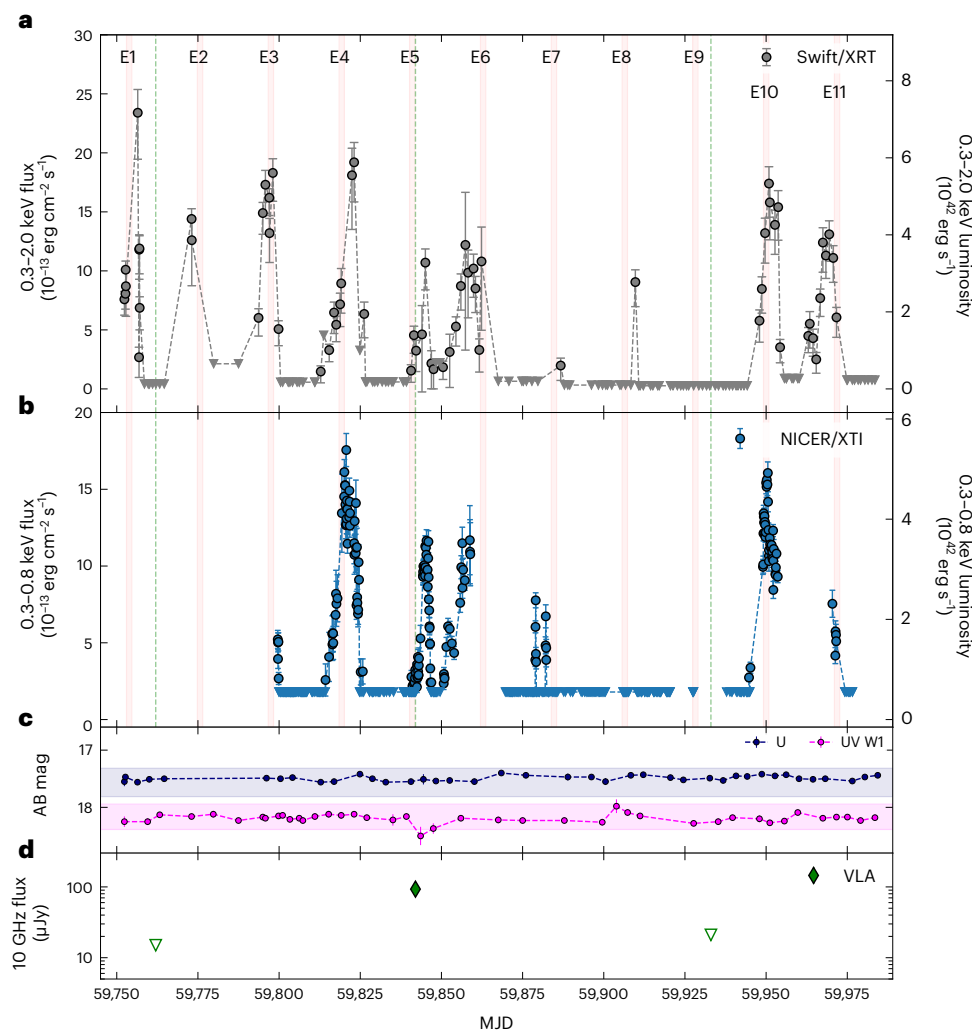 a
30
25
20
15
10
5
0
0.3–2.0 keV flux
(10⁻¹³ erg cm⁻² s⁻¹)
E1 E2 E3 E4 E5 E6 E7 E8 E9
Swift/XRT
E10 E11
8
6
4
2
0
0.3–2.0 keV luminosity
(10⁴² erg s⁻¹)
b
20
15
10
5
0
0.3–0.8 keV flux
(10⁻¹³ erg cm⁻² s⁻¹)
NICER/XTI
6
4
2
0
0.3–0.8 keV luminosity
(10⁴² erg s⁻¹)
c
17
18
AB mag
U UV W1
d
100
10
10 GHz flux
(µJy)
VLA
59,750 59,775 59,800 59,825 59,850 59,875 59,900 59,925 59,950 59,975
MJD